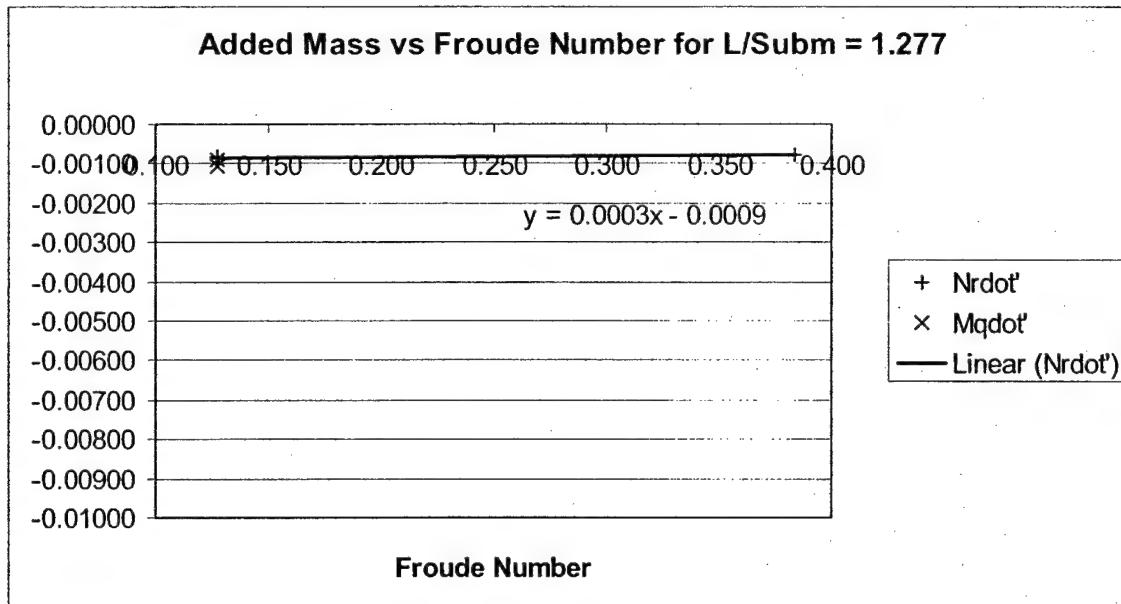 Added Mass vs Froude Number for L/Subm = 1.277
0.00000
-0.00100
0.100 0.150 0.200 0.250 0.300 0.350 0.400
-0.00200
y = 0.0003x - 0.0009
-0.00300
-0.00400
-0.00500
-0.00600
-0.00700
-0.00800
-0.00900
-0.01000
Froude Number
Nrdot'
Mqdot'
Linear (Nrdot')